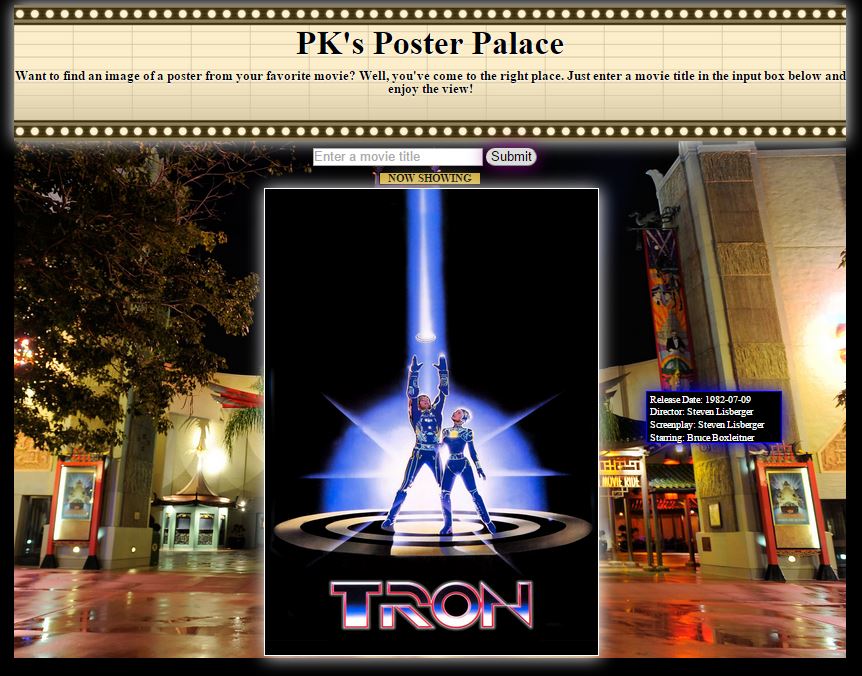 PK's Poster Palace
Want to find an image of a poster from your favorite movie? Well, you've come to the right place. Just enter a movie title in the input box below and
enjoy the view!
Enter a movie title
Submit
NOW SHOWING
Release Date: 1982-07-09
Director: Steven Lisberger
Screenplay: Steven Lisberger
Starring: Bruce Boxleitner
MOVIE RIDE
TRON